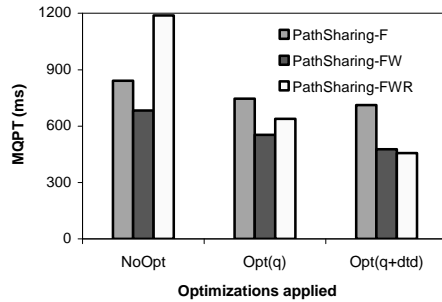 1200
900
600
300
0
MQPT (ms)
PathSharing-F
PathSharing-FW
PathSharing-FWR
NoOpt Opt(q) Opt(q+dtd)
Optimizations applied